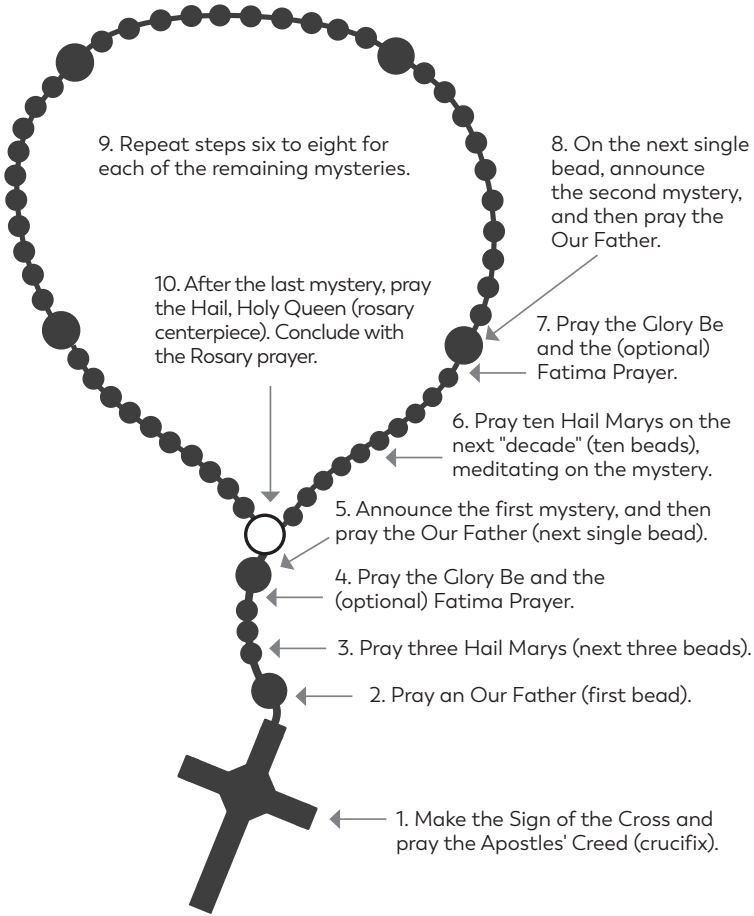 9. Repeat steps six to eight for
each of the remaining mysteries.
8. On the next single
bead, announce
the second mystery,
and then pray the
Our Father.
10. After the last mystery, pray
the Hail, Holy Queen (rosary
centerpiece). Conclude with
the Rosary prayer.
7. Pray the Glory Be
and the (optional)
Fatima Prayer.
6. Pray ten Hail Marys on the
next "decade" (ten beads),
meditating on the mystery.
5. Announce the first mystery, and then
pray the Our Father (next single bead).
4. Pray the Glory Be and the
(optional) Fatima Prayer.
3. Pray three Hail Marys (next three beads).
2. Pray an Our Father (first bead).
1. Make the Sign of the Cross and
pray the Apostles' Creed (crucifix).